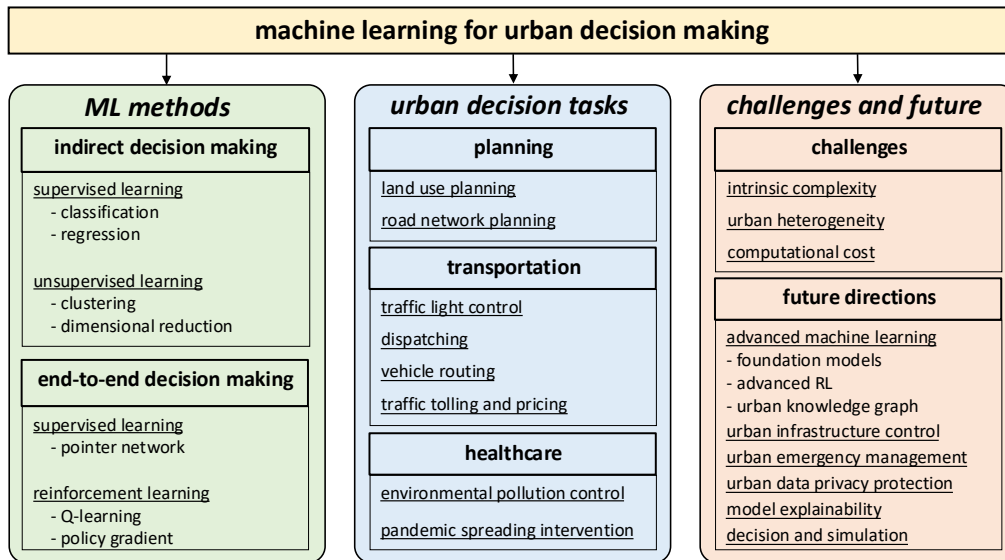 machine learning for urban decision making
ML methods
indirect decision making
supervised learning
- classification
- regression
unsupervised learning
- clustering
- dimensional reduction
end-to-end decision making
supervised learning
- pointer network
reinforcement learning
- Q-learning
- policy gradient
urban decision tasks
planning
land use planning
road network planning
transportation
traffic light control
dispatching
vehicle routing
traffic tolling and pricing
healthcare
environmental pollution control
pandemic spreading intervention
challenges and future
challenges
intrinsic complexity
urban heterogeneity
computational cost
future directions
advanced machine learning
- foundation models
- advanced RL
- urban knowledge graph
urban infrastructure control
urban emergency management
urban data privacy protection
model explainability
decision and simulation